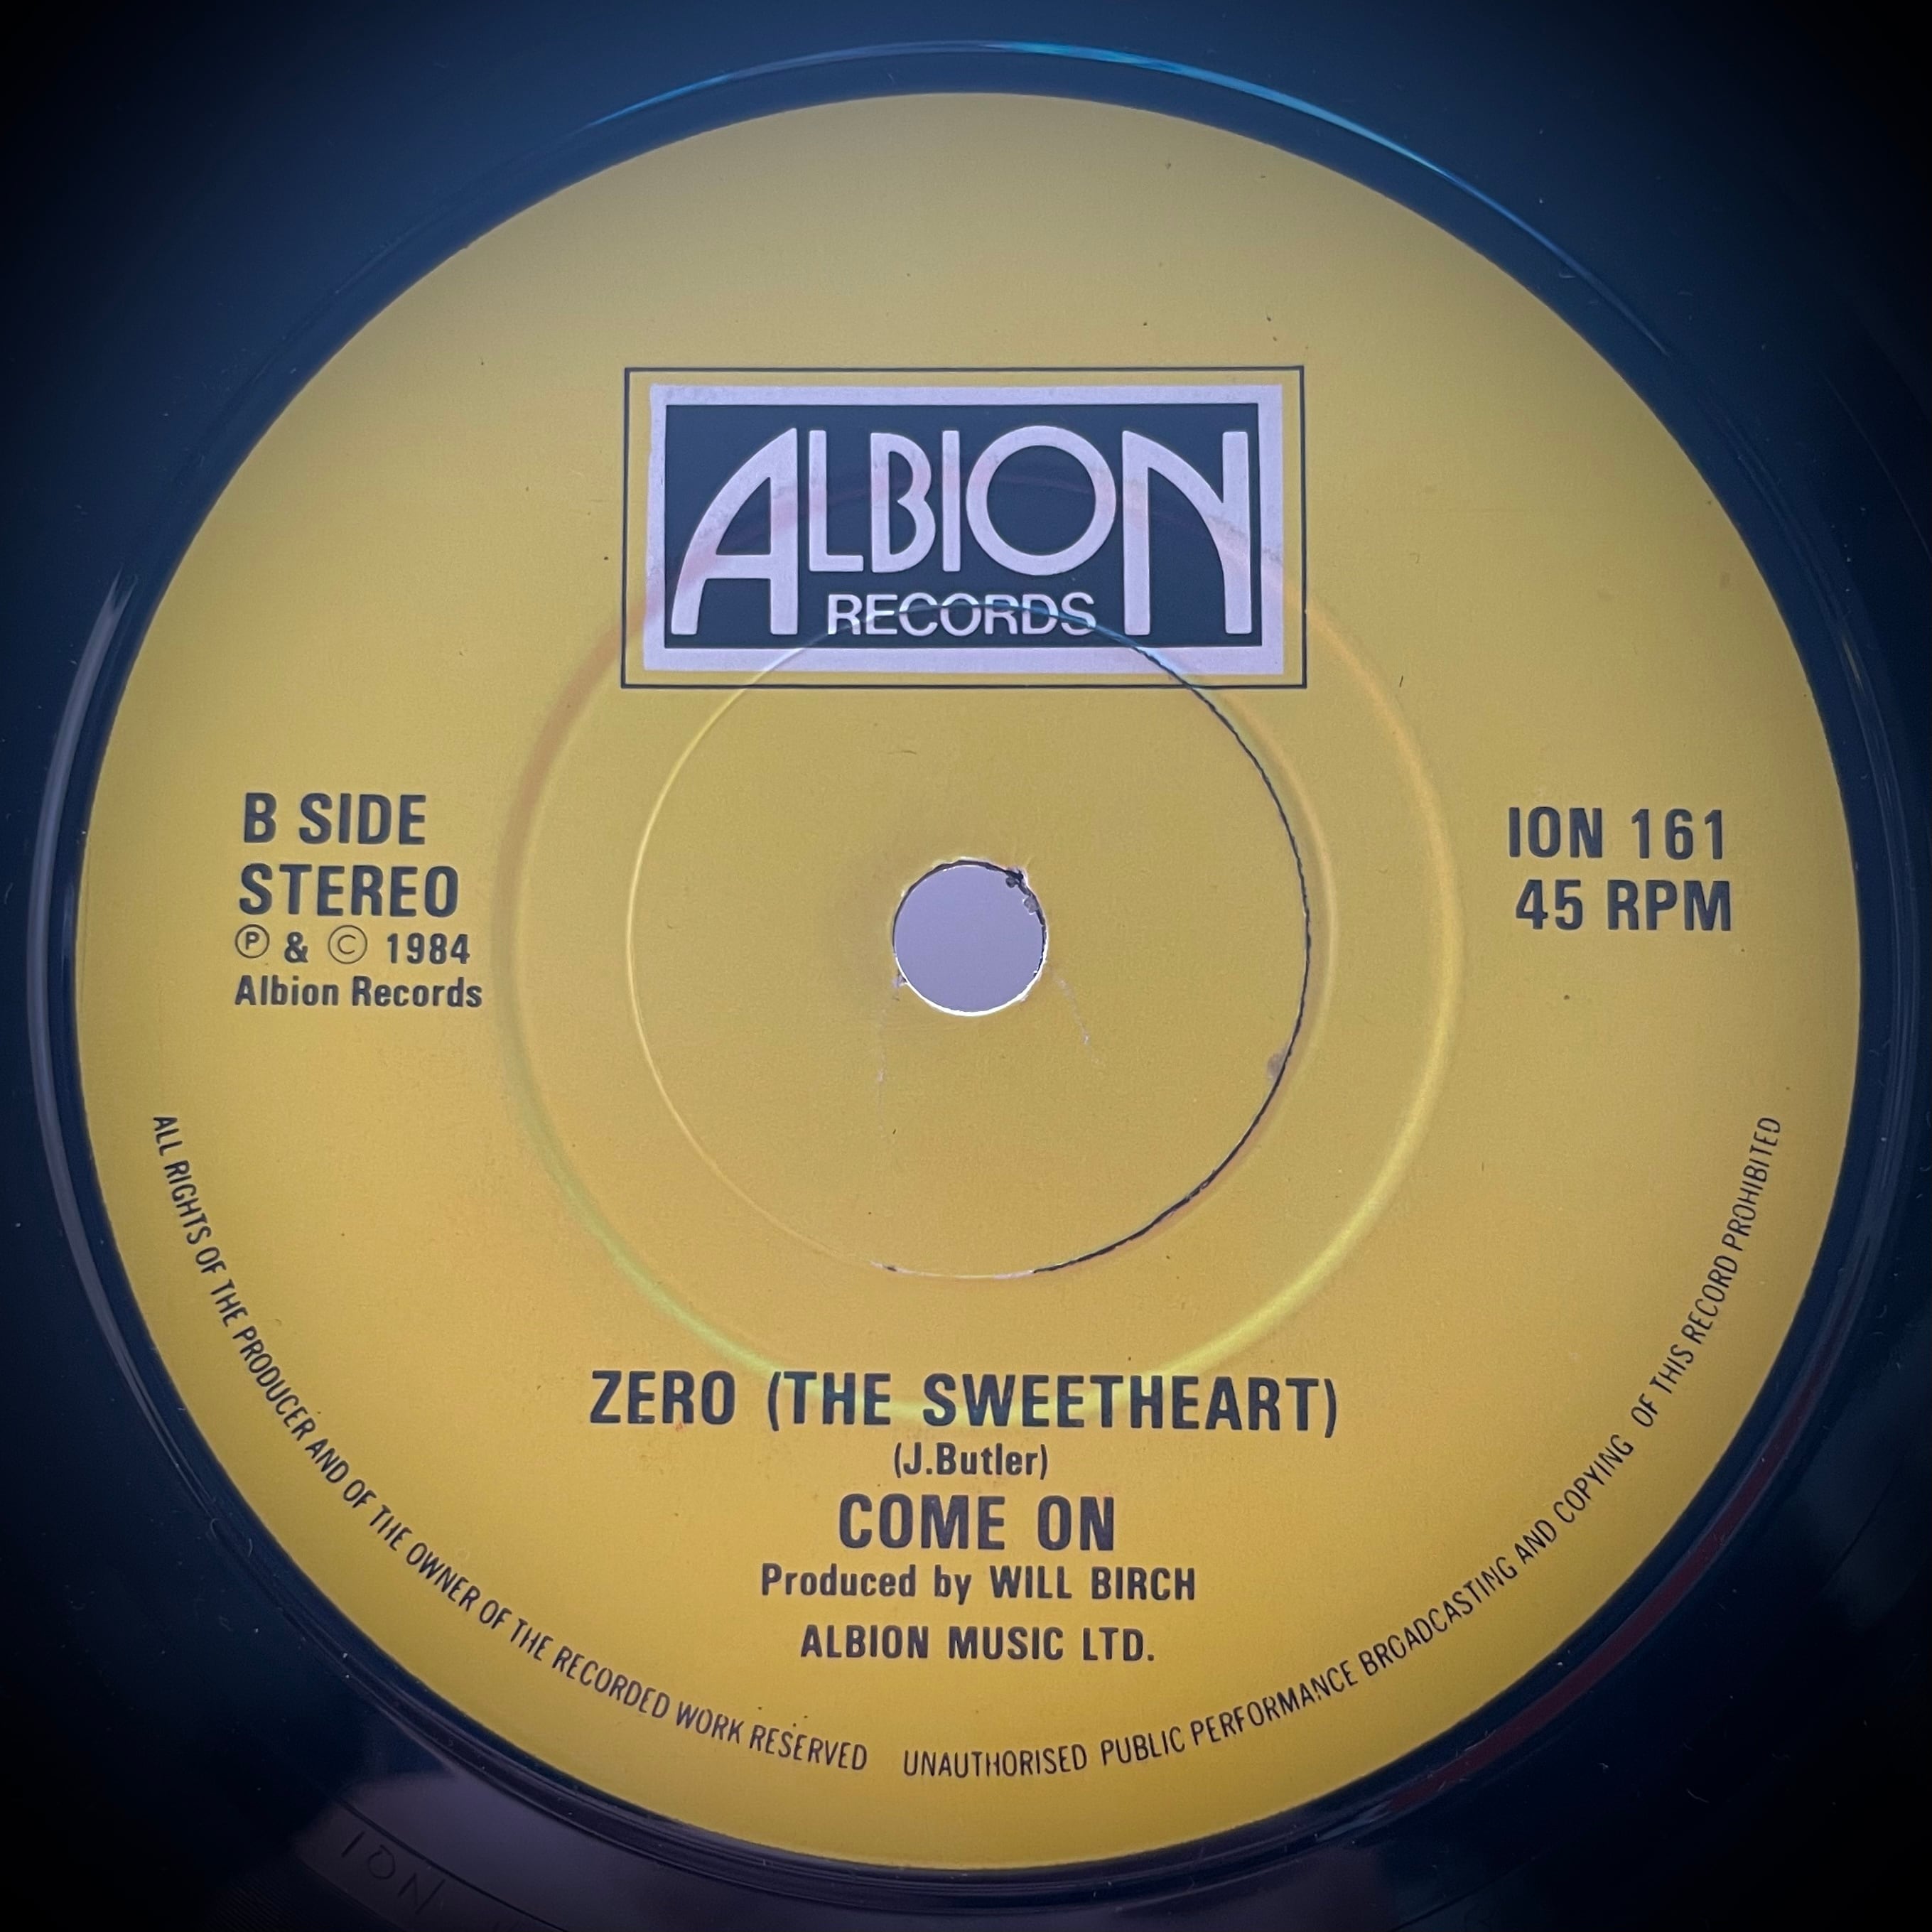 ALBION
RECORDS
B SIDE
STEREO
Ⓟ & © 1984
Albion Records
ION 161
45 RPM
ZERO (THE SWEETHEART)
(J.Butler)
COME ON
Produced by WILL BIRCH
ALBION MUSIC LTD.
ALL RIGHTS OF THE PRODUCER AND OF THE OWNER OF THE RECORDED WORK RESERVED UNAUTHORISED PUBLIC PERFORMANCE BROADCASTING AND COPYING OF THIS RECORD PROHIBITED
ION